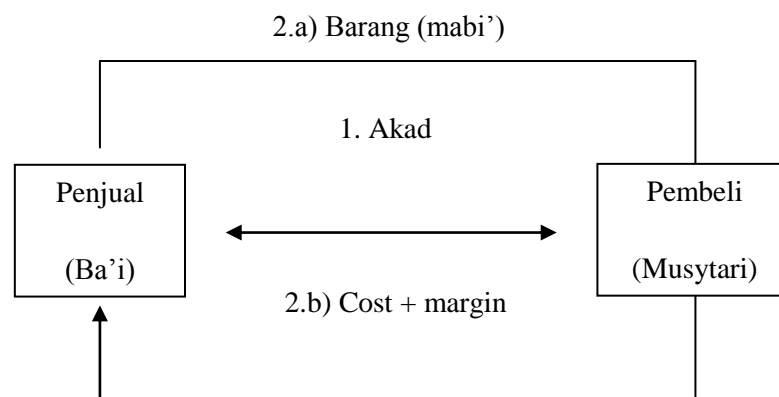 2.a) Barang (mabi’)
1. Akad
Penjual
(Ba’i)
Pembeli
(Musytari)
2.b) Cost + margin